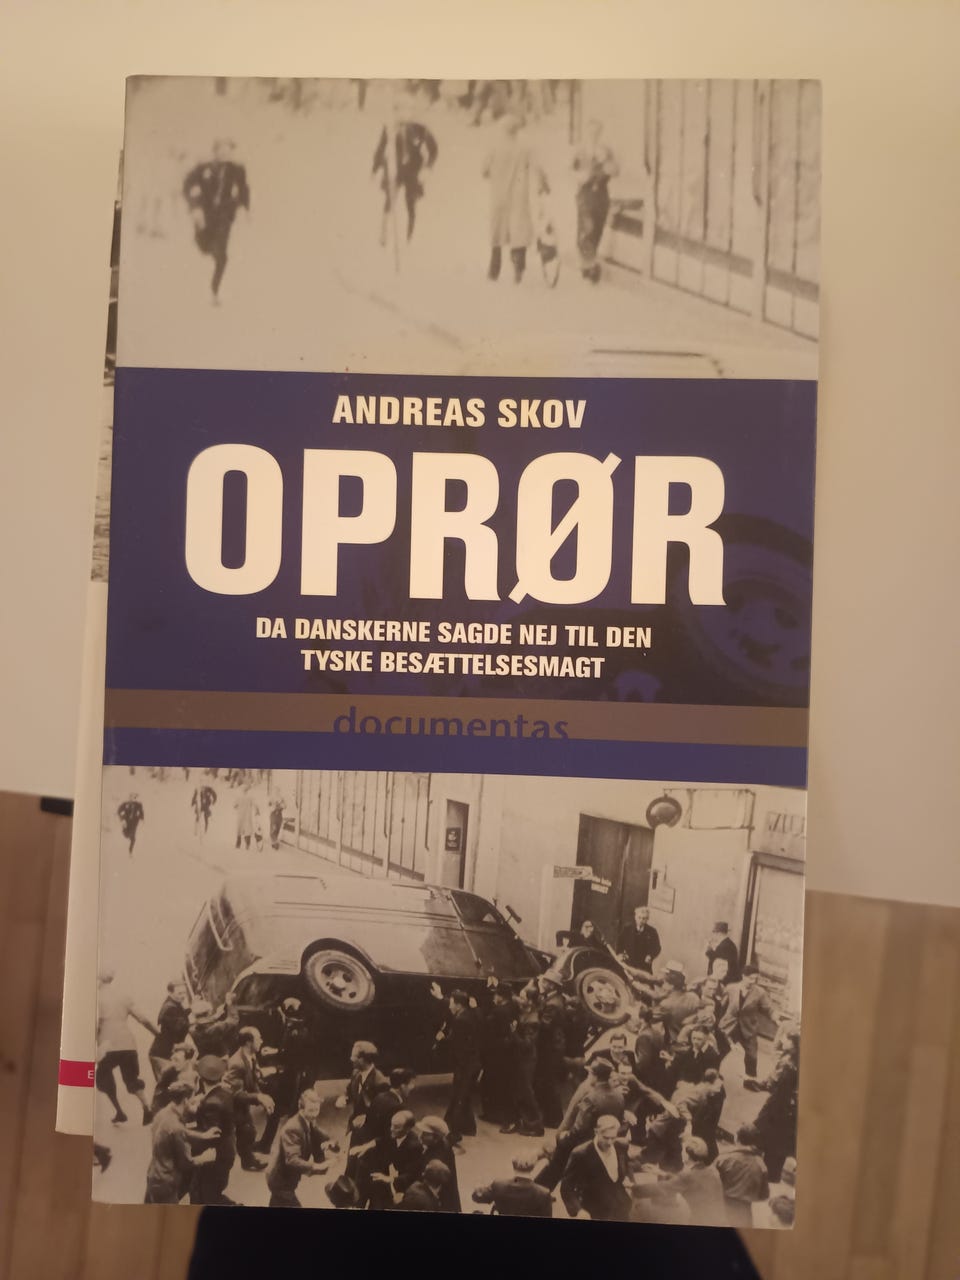 ANDREAS SKOV
OPRØR
DA DANSKERNE SAGDE NEJ TIL DEN
TYSKE BESÆTTELSESMAGT
documentas
E